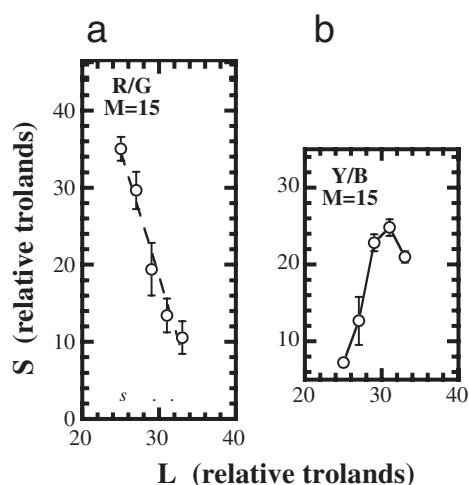 a
b
R/G
M=15
Y/B
M=15
S (relative trolands)
40
30
20
10
0
30
20
10
s . .
20
30
40
20
30
40
L (relative trolands)